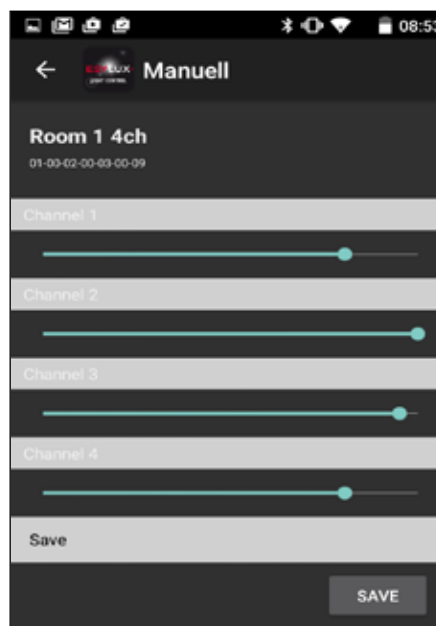 08:53
Manuell
Room 1 4ch
01-00-02-00-03-00-09
Channel 1
Channel 2
Channel 3
Channel 4
Save
SAVE